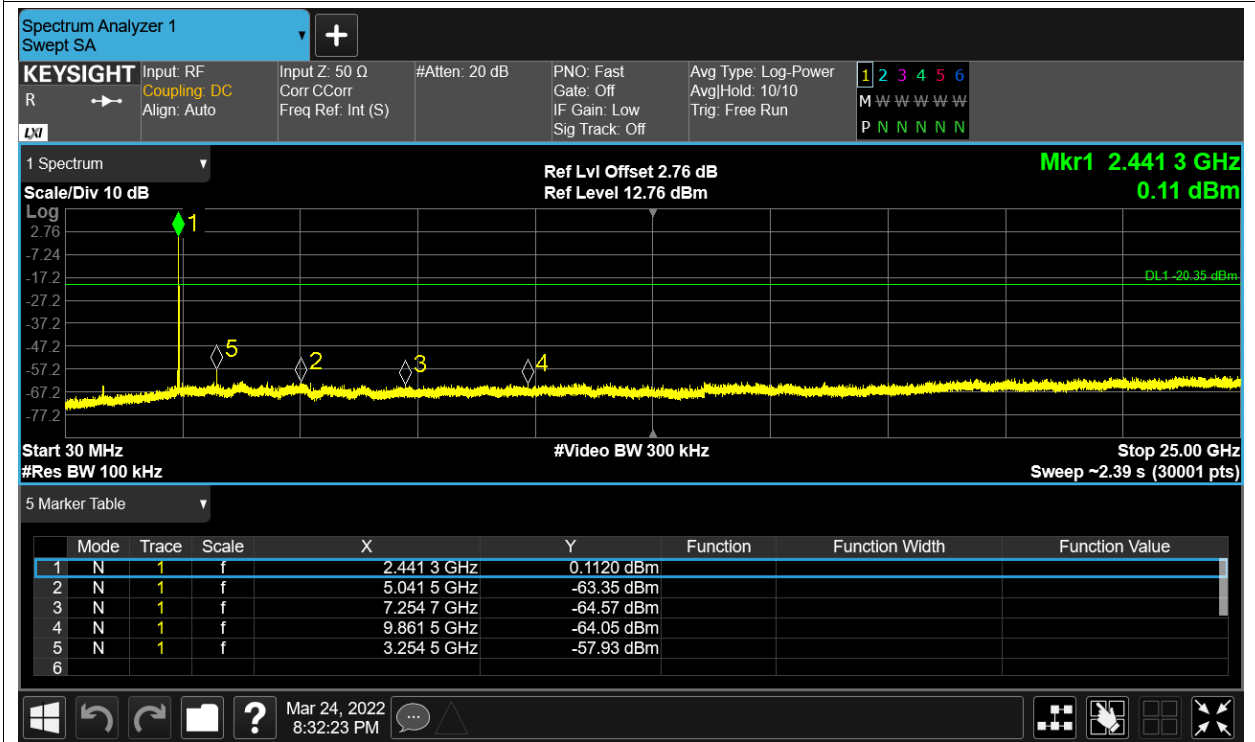 Spectrum Analyzer 1
Swept SA
+
KEYSIGHT Input: RF Input Z: 50 Ω #Atten: 20 dB PNO: Fast Avg Type: Log-Power 1 2 3 4 5 6
R Coupling: DC Corr CCorr Gate: Off Avg|Hold: 10/10 M W W W W W
Align: Auto Freq Ref: Int (S) IF Gain: Low Trig: Free Run
LXI Sig Track: Off P N N N N N
1 Spectrum Ref Lvl Offset 2.76 dB Mkr1 2.441 3 GHz
Scale/Div 10 dB Ref Level 12.76 dBm 0.11 dBm
Log
1
2.76
-7.24
-17.2 DL1 -20.35 dBm
-27.2
-37.2
-47.2
5 2 3 4
-57.2
-67.2
-77.2
Start 30 MHz #Video BW 300 kHz Stop 25.00 GHz
#Res BW 100 kHz Sweep ~2.39 s (30001 pts)
5 Marker Table
Mode Trace Scale X Y Function Function Width Function Value
1 N 1 f 2.441 3 GHz 0.1120 dBm
2 N 1 f 5.041 5 GHz -63.35 dBm
3 N 1 f 7.254 7 GHz -64.57 dBm
4 N 1 f 9.861 5 GHz -64.05 dBm
5 N 1 f 3.254 5 GHz -57.93 dBm
6
? Mar 24, 2022
8:32:23 PM